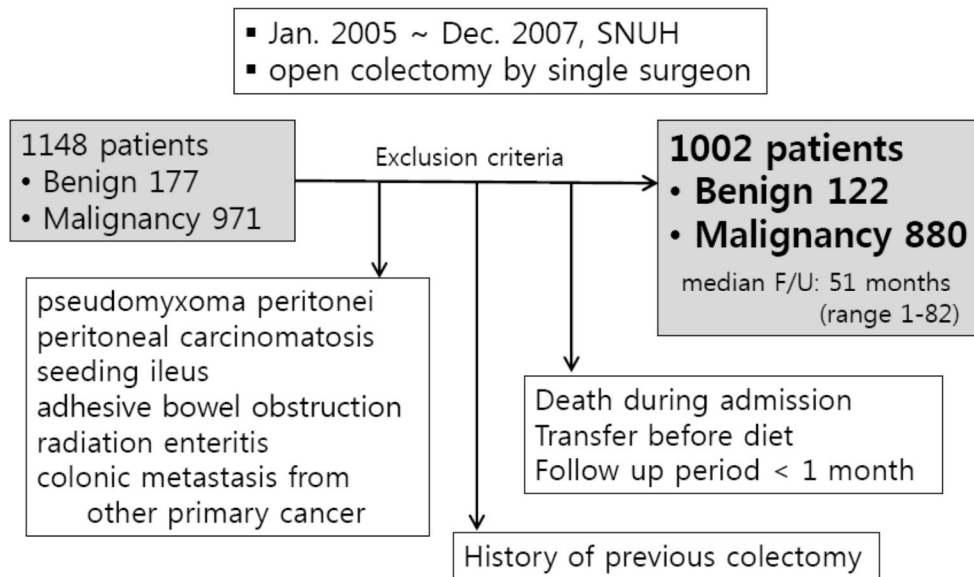 ▪ Jan. 2005 ~ Dec. 2007, SNUH
▪ open colectomy by single surgeon
1148 patients
• Benign 177
• Malignancy 971
Exclusion criteria
1002 patients
• Benign 122
• Malignancy 880
median F/U: 51 months
(range 1-82)
pseudomyxoma peritonei
peritoneal carcinomatosis
seeding ileus
adhesive bowel obstruction
radiation enteritis
colonic metastasis from
other primary cancer
Death during admission
Transfer before diet
Follow up period < 1 month
History of previous colectomy